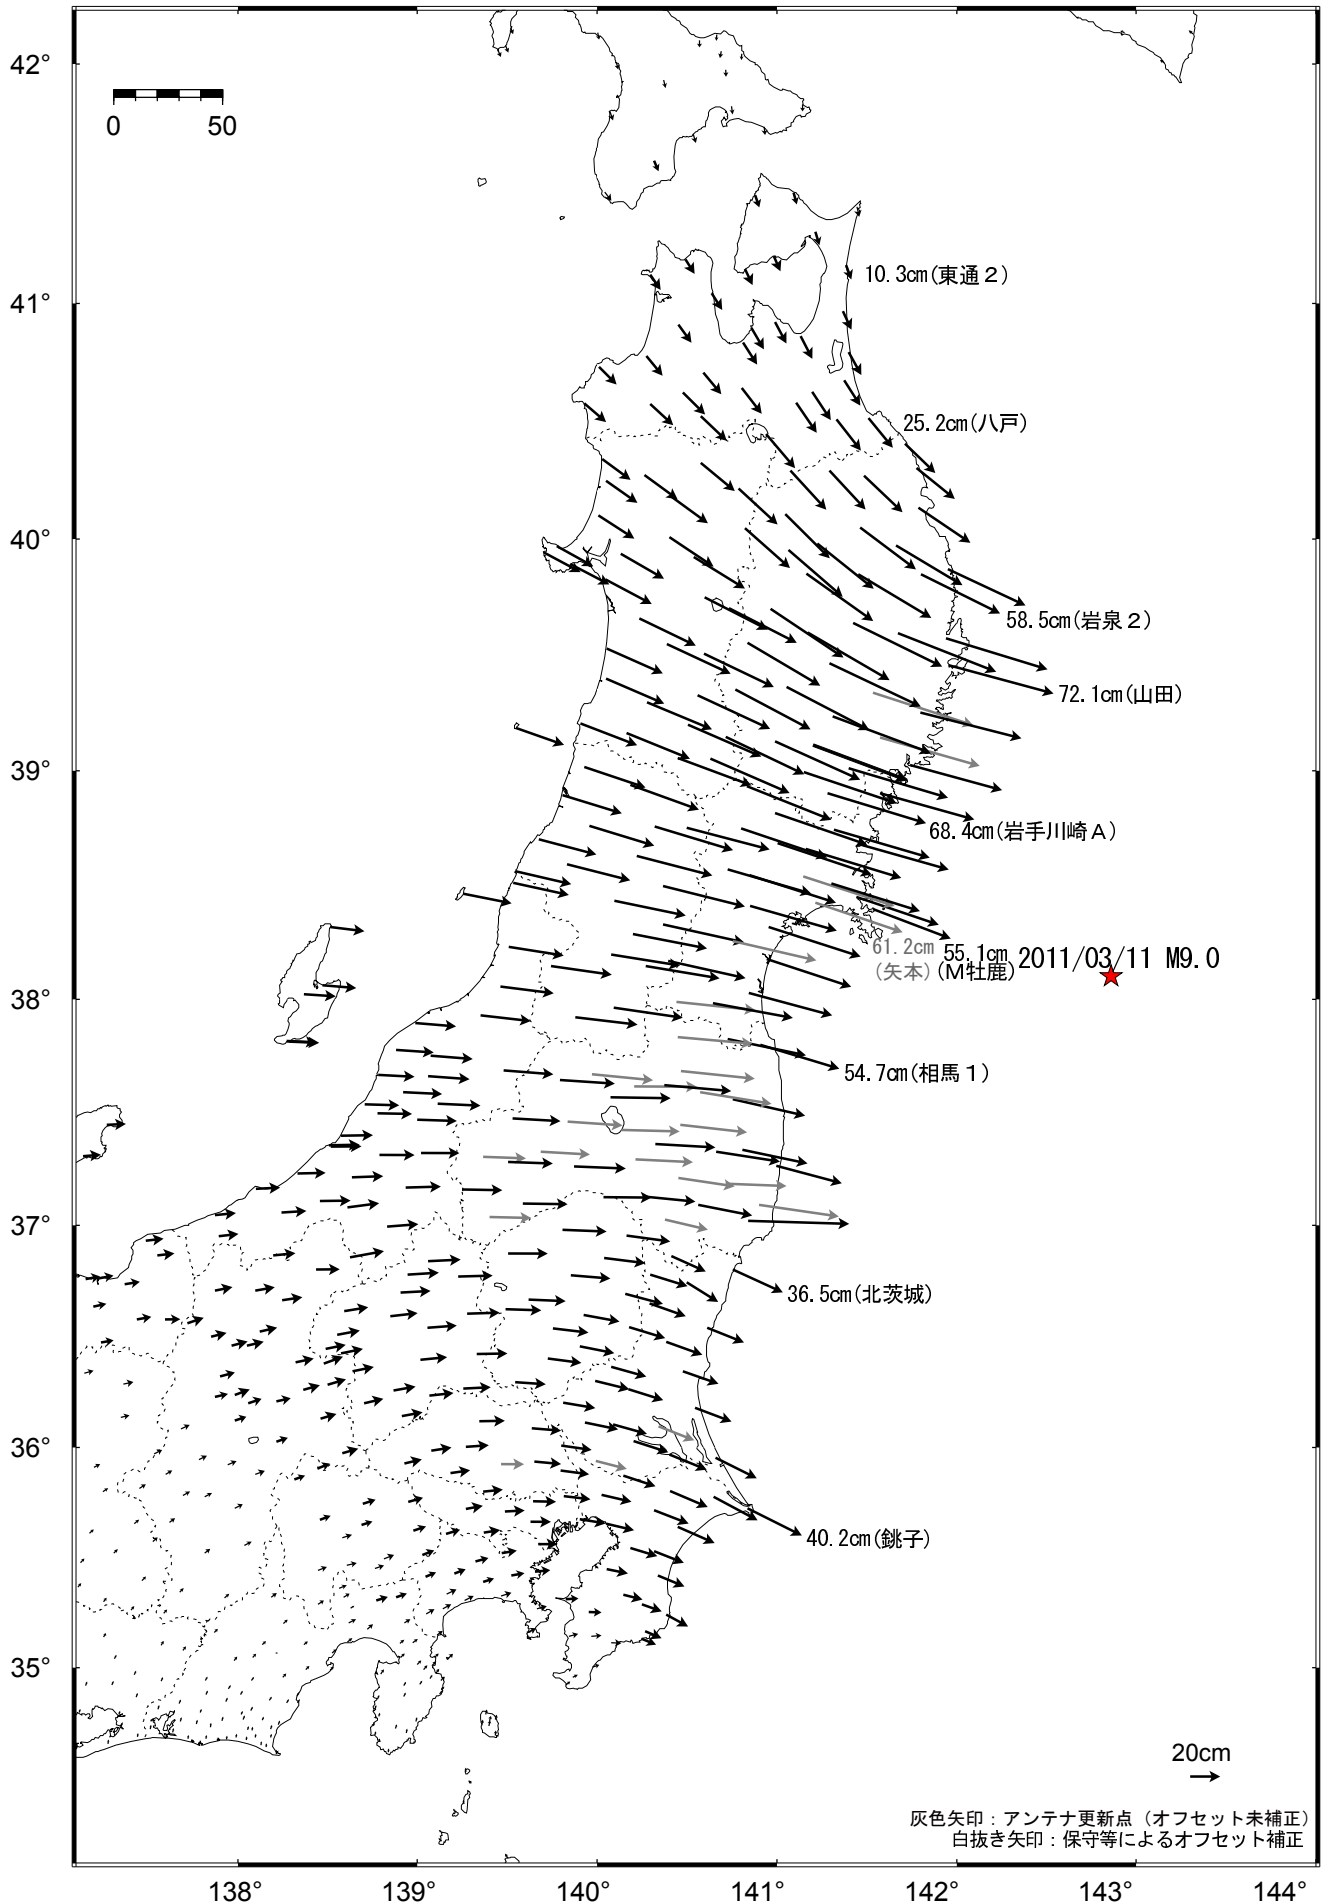 42°
0 50
10.3cm(東通２)
41°
25.2cm(八戸)
40°
58.5cm(岩泉２)
72.1cm(山田)
39°
68.4cm(岩手川崎Ａ)
61.2cm
(矢本)
55.1cm
(Ｍ牡鹿)
2011/03/11 M9.0
38°
54.7cm(相馬１)
37°
36.5cm(北茨城)
36°
40.2cm(銚子)
35°
20cm
灰色矢印：アンテナ更新点（オフセット未補正）
白抜き矢印：保守等によるオフセット補正
138° 139° 140° 141° 142° 143° 144°